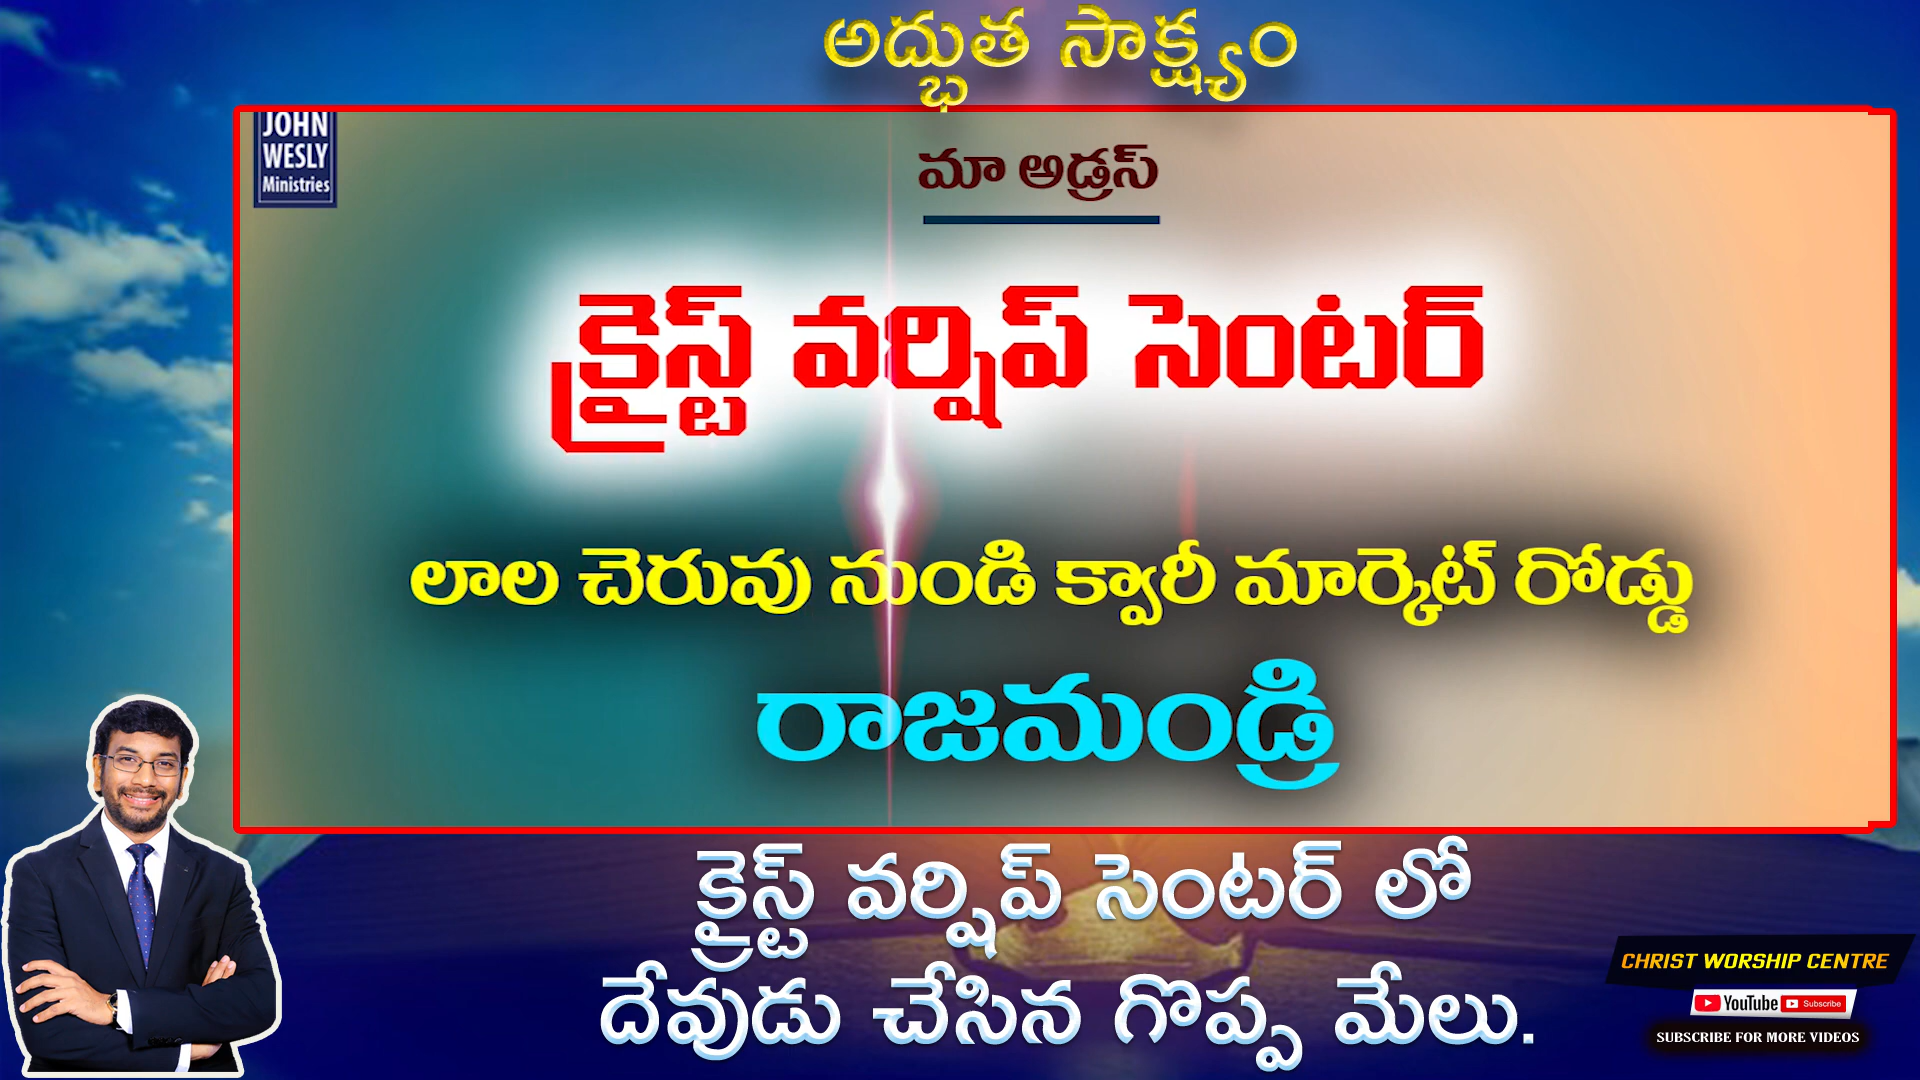 అద్భుత సాక్ష్యం
JOHN
WESLY
Ministries
మా అడ్రస్
క్రైస్ట్ వర్షిప్ సెంటర్
లాల చెరువు నుండి క్వారీ మార్కెట్ రోడ్డు
రాజమండ్రి
క్రైస్ట్ వర్షిప్ సెంటర్ లో
దేవుడు చేసిన గొప్ప మేలు.
CHRIST WORSHIP CENTRE
YouTube Subscribe
SUBSCRIBE FOR MORE VIDEOS